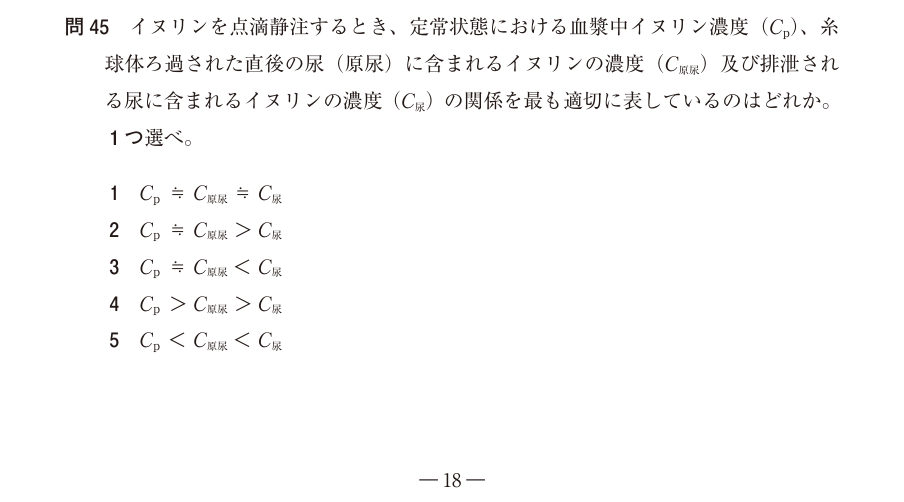 問 45 イヌリンを点滴静注するとき、定常状態における血漿中イヌリン濃度（Cp）、糸
球体ろ過された直後の尿（原尿）に含まれるイヌリンの濃度（C原尿）及び排泄され
る尿に含まれるイヌリンの濃度（C尿）の関係を最も適切に表しているのはどれか。
1つ選べ。
1 Cp ≒ C原尿 ≒ C尿
2 Cp ≒ C原尿 ＞ C尿
3 Cp ≒ C原尿 ＜ C尿
4 Cp ＞ C原尿 ＞ C尿
5 Cp ＜ C原尿 ＜ C尿
― 18 ―